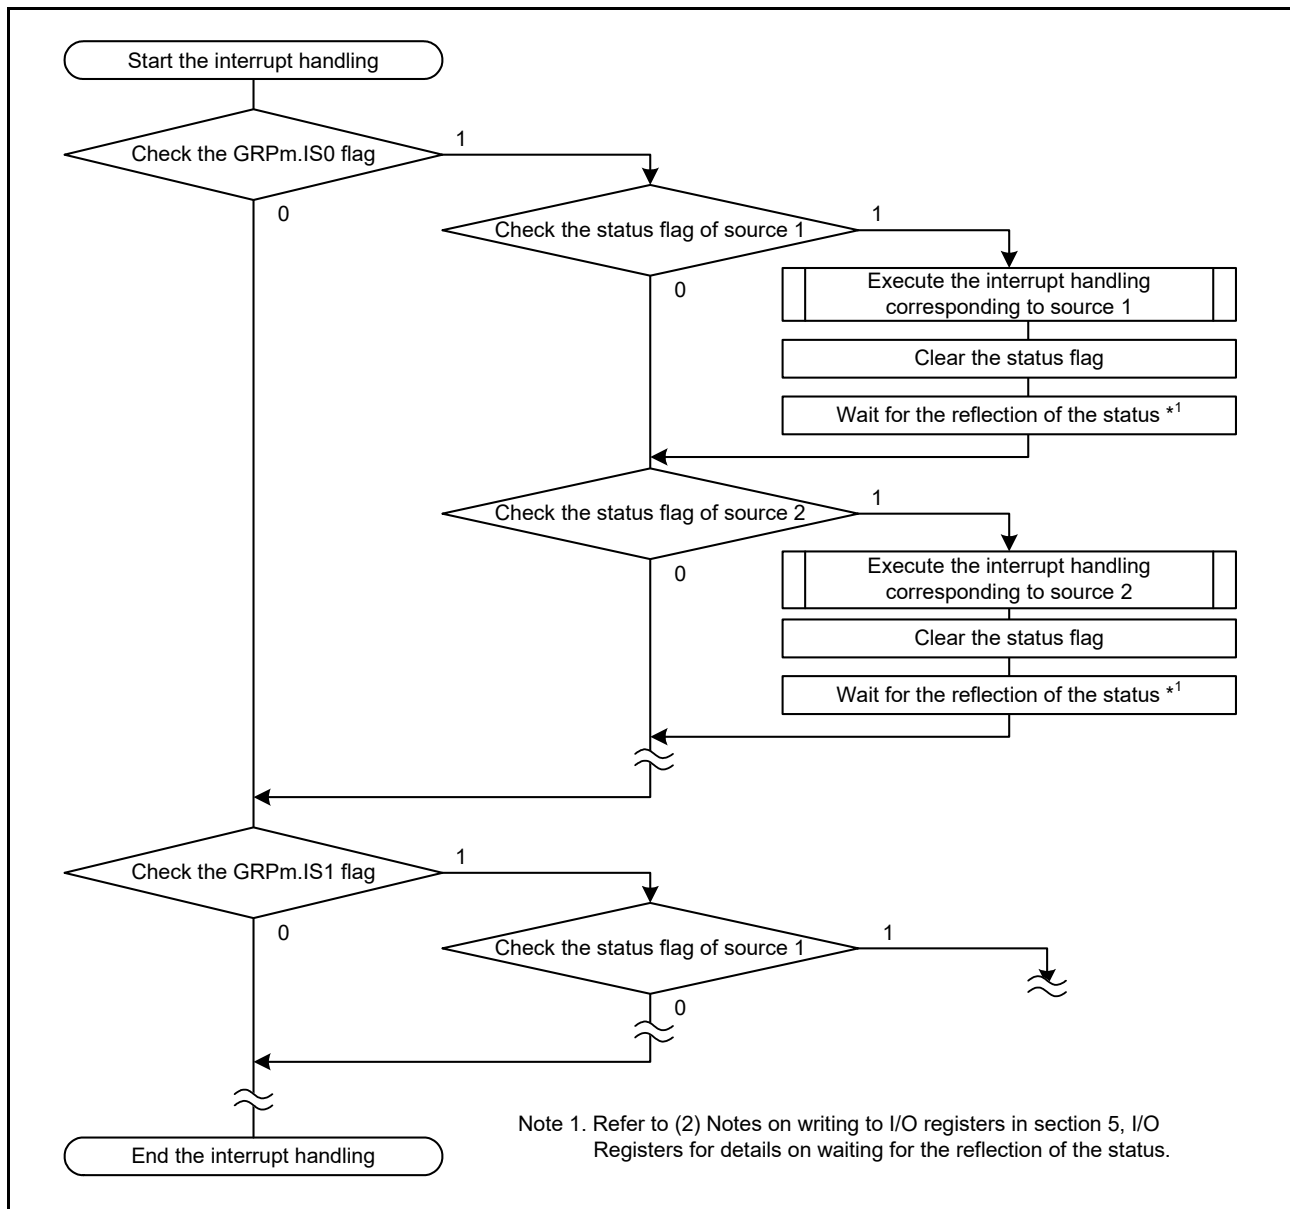 Start the interrupt handling
Check the GRPm.IS0 flag
1
0
Check the status flag of source 1
1
0
Execute the interrupt handling
corresponding to source 1
Clear the status flag
Wait for the reflection of the status *1
Check the status flag of source 2
1
0
Execute the interrupt handling
corresponding to source 2
Clear the status flag
Wait for the reflection of the status *1
Check the GRPm.IS1 flag
1
0
Check the status flag of source 1
1
0
Note 1. Refer to (2) Notes on writing to I/O registers in section 5, I/O
Registers for details on waiting for the reflection of the status.
End the interrupt handling